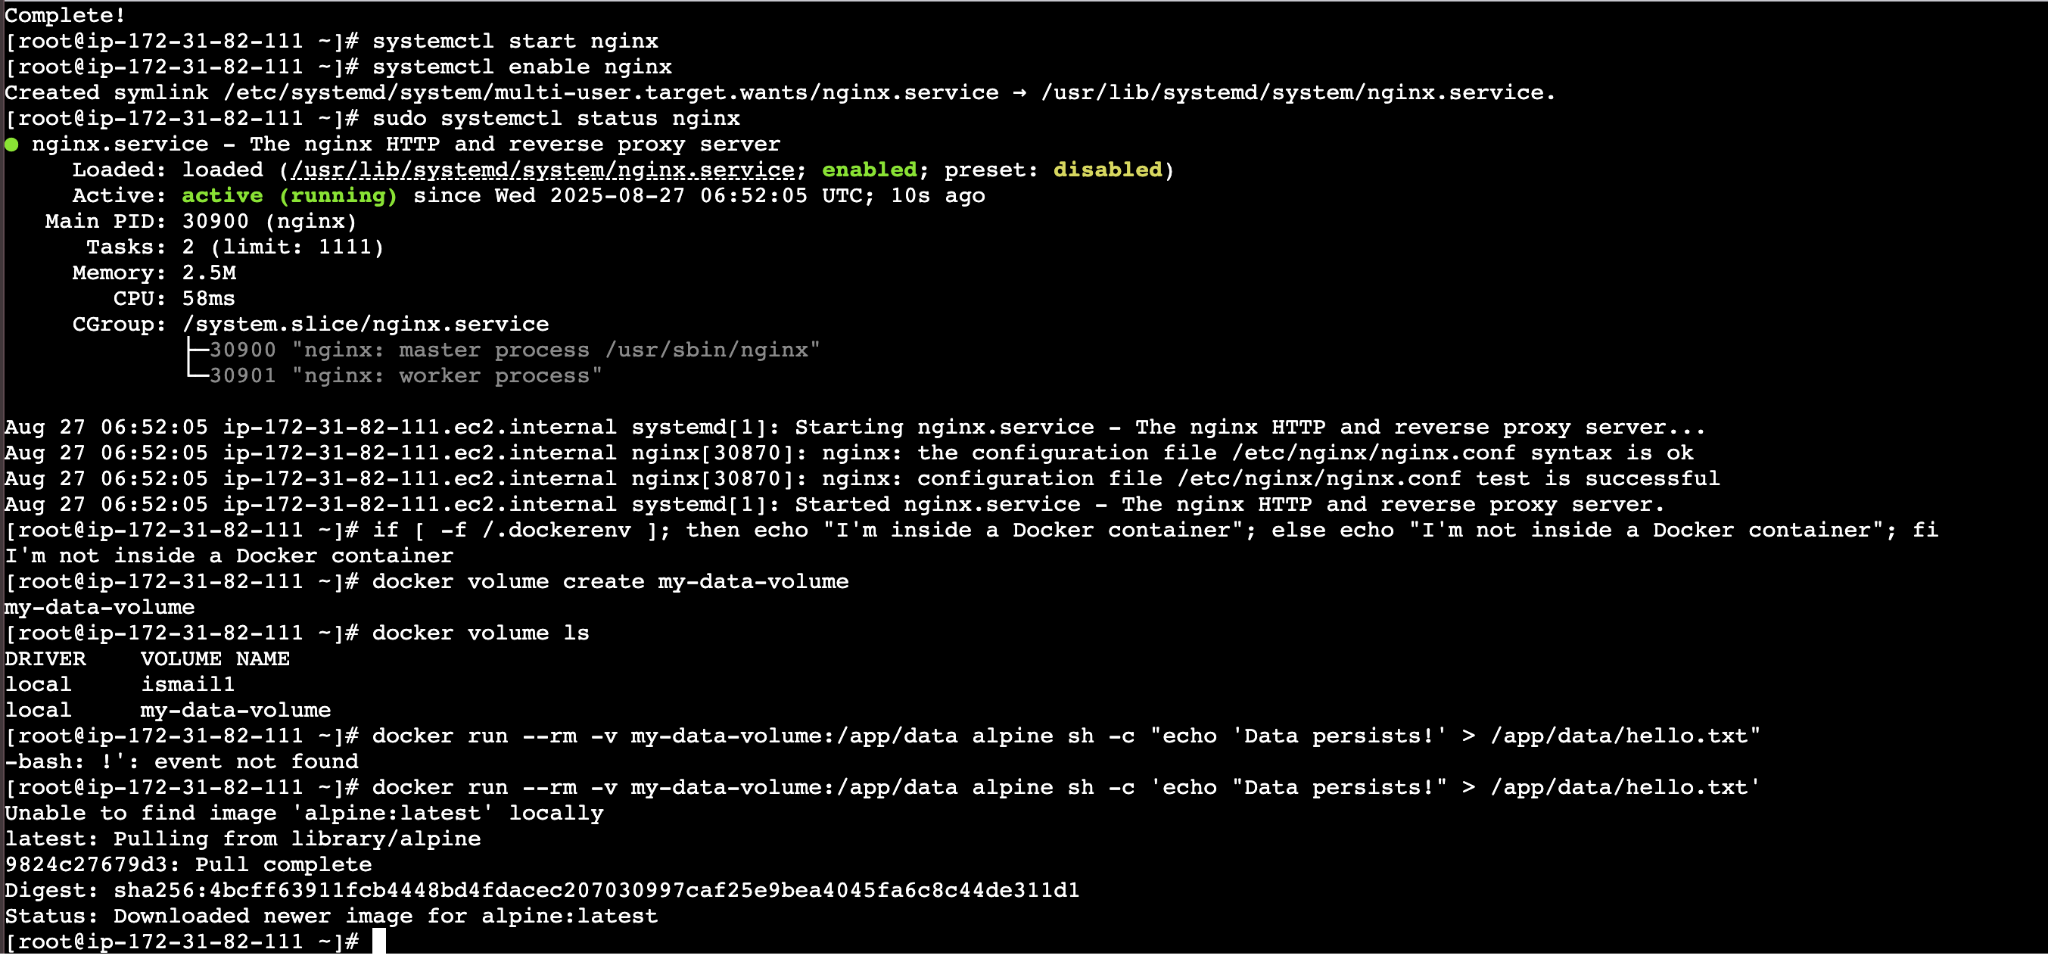 Complete!
[root@ip-172-31-82-111 ~]# systemctl start nginx
[root@ip-172-31-82-111 ~]# systemctl enable nginx
Created symlink /etc/systemd/system/multi-user.target.wants/nginx.service → /usr/lib/systemd/system/nginx.service.
[root@ip-172-31-82-111 ~]# sudo systemctl status nginx
● nginx.service - The nginx HTTP and reverse proxy server
     Loaded: loaded (/usr/lib/systemd/system/nginx.service; enabled; preset: disabled)
     Active: active (running) since Wed 2025-08-27 06:52:05 UTC; 10s ago
   Main PID: 30900 (nginx)
      Tasks: 2 (limit: 1111)
     Memory: 2.5M
        CPU: 58ms
     CGroup: /system.slice/nginx.service
             ├─30900 "nginx: master process /usr/sbin/nginx"
             └─30901 "nginx: worker process"

Aug 27 06:52:05 ip-172-31-82-111.ec2.internal systemd[1]: Starting nginx.service - The nginx HTTP and reverse proxy server...
Aug 27 06:52:05 ip-172-31-82-111.ec2.internal nginx[30870]: nginx: the configuration file /etc/nginx/nginx.conf syntax is ok
Aug 27 06:52:05 ip-172-31-82-111.ec2.internal nginx[30870]: nginx: configuration file /etc/nginx/nginx.conf test is successful
Aug 27 06:52:05 ip-172-31-82-111.ec2.internal systemd[1]: Started nginx.service - The nginx HTTP and reverse proxy server.
[root@ip-172-31-82-111 ~]# if [ -f /.dockerenv ]; then echo "I'm inside a Docker container"; else echo "I'm not inside a Docker container"; fi
I'm not inside a Docker container
[root@ip-172-31-82-111 ~]# docker volume create my-data-volume
my-data-volume
[root@ip-172-31-82-111 ~]# docker volume ls
DRIVER    VOLUME NAME
local     ismail1
local     my-data-volume
[root@ip-172-31-82-111 ~]# docker run --rm -v my-data-volume:/app/data alpine sh -c "echo 'Data persists!' > /app/data/hello.txt"
-bash: !': event not found
[root@ip-172-31-82-111 ~]# docker run --rm -v my-data-volume:/app/data alpine sh -c 'echo "Data persists!" > /app/data/hello.txt'
Unable to find image 'alpine:latest' locally
latest: Pulling from library/alpine
9824c27679d3: Pull complete
Digest: sha256:4bcff63911fcb4448bd4fdacec207030997caf25e9bea4045fa6c8c44de311d1
Status: Downloaded newer image for alpine:latest
[root@ip-172-31-82-111 ~]#